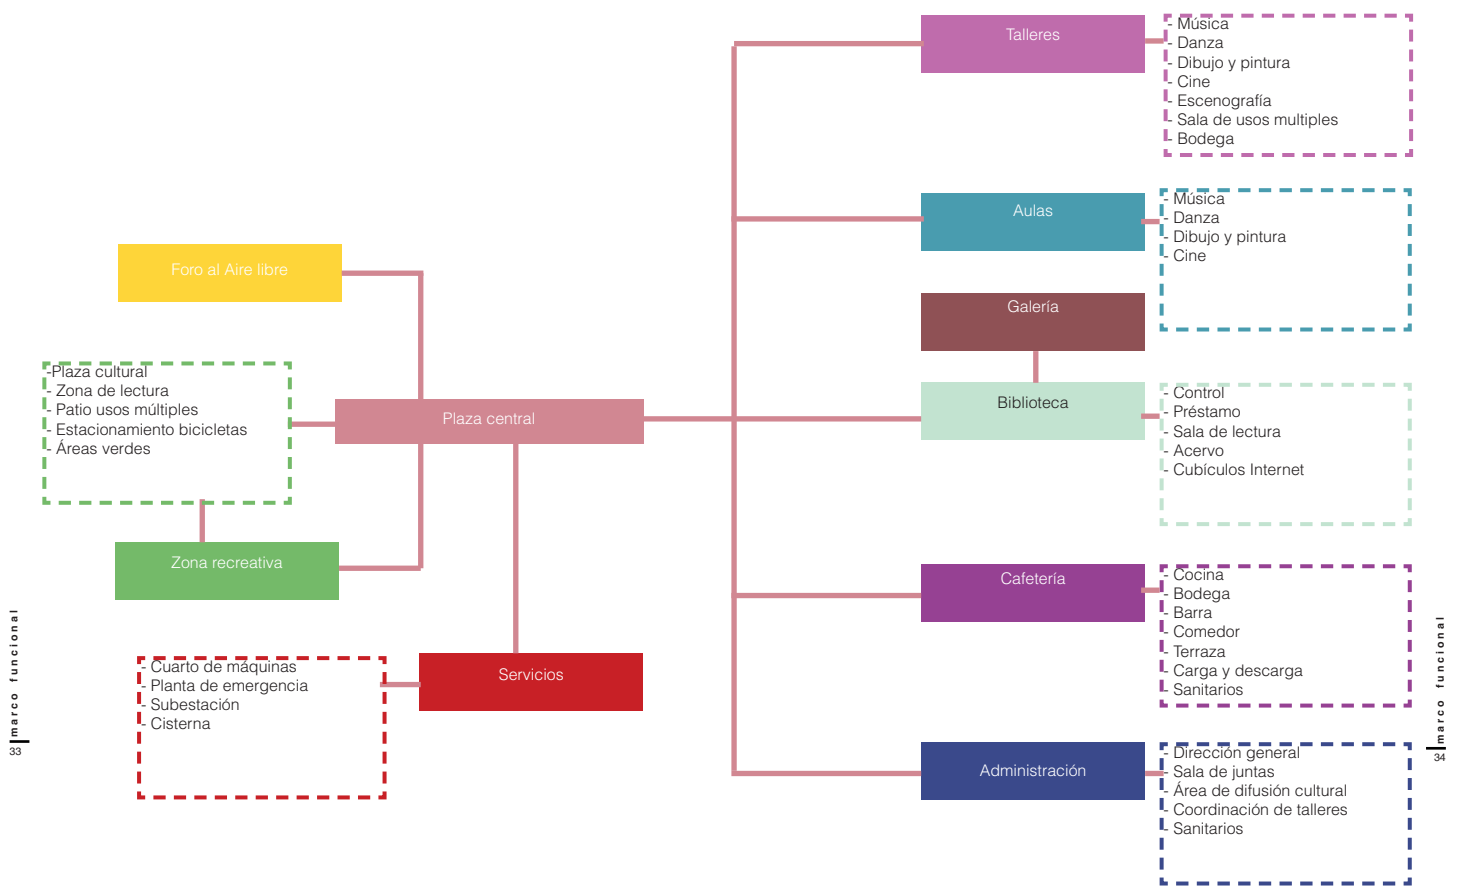 Talleres
- Música
- Danza
- Dibujo y pintura
- Cine
- Escenografía
- Sala de usos multiples
- Bodega
Aulas
- Música
- Danza
- Dibujo y pintura
- Cine
Foro al Aire libre
Galería
-Plaza cultural
- Zona de lectura
- Patio usos múltiples
- Estacionamiento bicicletas
- Áreas verdes
Plaza central
Biblioteca
- Control
- Préstamo
- Sala de lectura
- Acervo
- Cubículos Internet
Zona recreativa
Cafetería
- Cocina
- Bodega
- Barra
- Comedor
- Terraza
- Carga y descarga
- Sanitarios
Servicios
- Cuarto de máquinas
- Planta de emergencia
- Subestación
- Cisterna
Administración
- Dirección general
- Sala de juntas
- Área de difusión cultural
- Coordinación de talleres
- Sanitarios
marco funcional
33
marco funcional
34